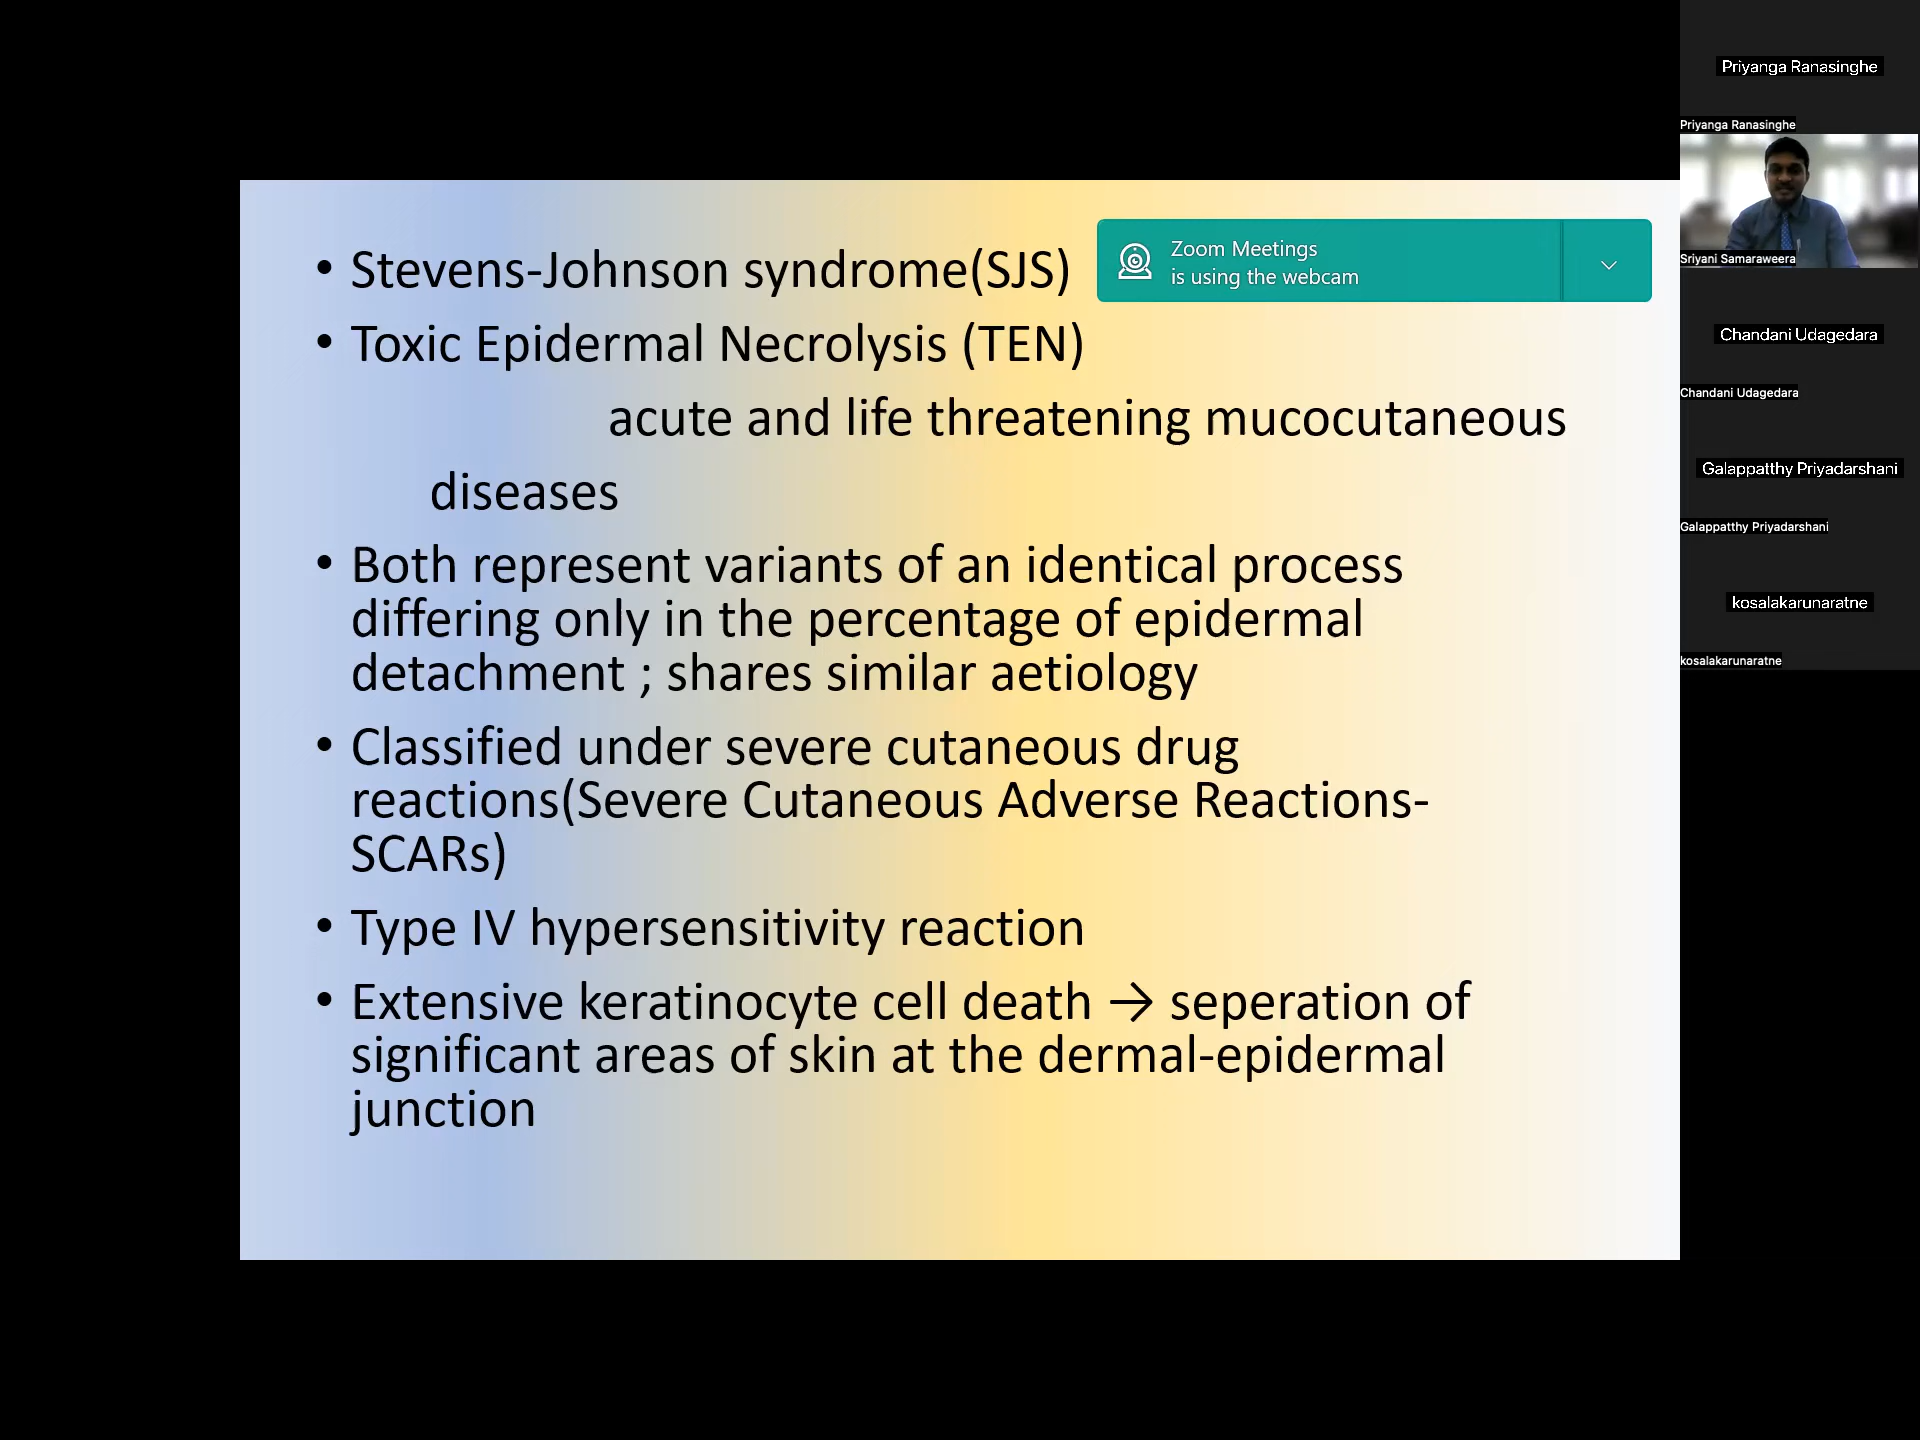 • Stevens-Johnson syndrome(SJS)
• Toxic Epidermal Necrolysis (TEN)
acute and life threatening mucocutaneous
diseases
• Both represent variants of an identical process
differing only in the percentage of epidermal
detachment ; shares similar aetiology
• Classified under severe cutaneous drug
reactions(Severe Cutaneous Adverse Reactions-
SCARs)
• Type IV hypersensitivity reaction
• Extensive keratinocyte cell death → seperation of
significant areas of skin at the dermal-epidermal
junction
Zoom Meetings
is using the webcam
Priyanga Ranasinghe
Priyanga Ranasinghe
Sriyani Samaraweera
Chandani Udagedara
Chandani Udagedara
Galappatthy Priyadarshani
Galappatthy Priyadarshani
kosalakarunaratne
kosalakarunaratne